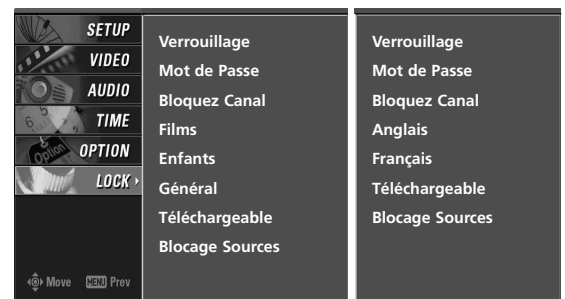 SETUP
VIDEO
AUDIO
TIME
OPTION
LOCK
Move MENU Prev
Verrouillage
Mot de Passe
Bloquez Canal
Films
Enfants
Général
Téléchargeable
Blocage Sources
Verrouillage
Mot de Passe
Bloquez Canal
Anglais
Français
Téléchargeable
Blocage Sources